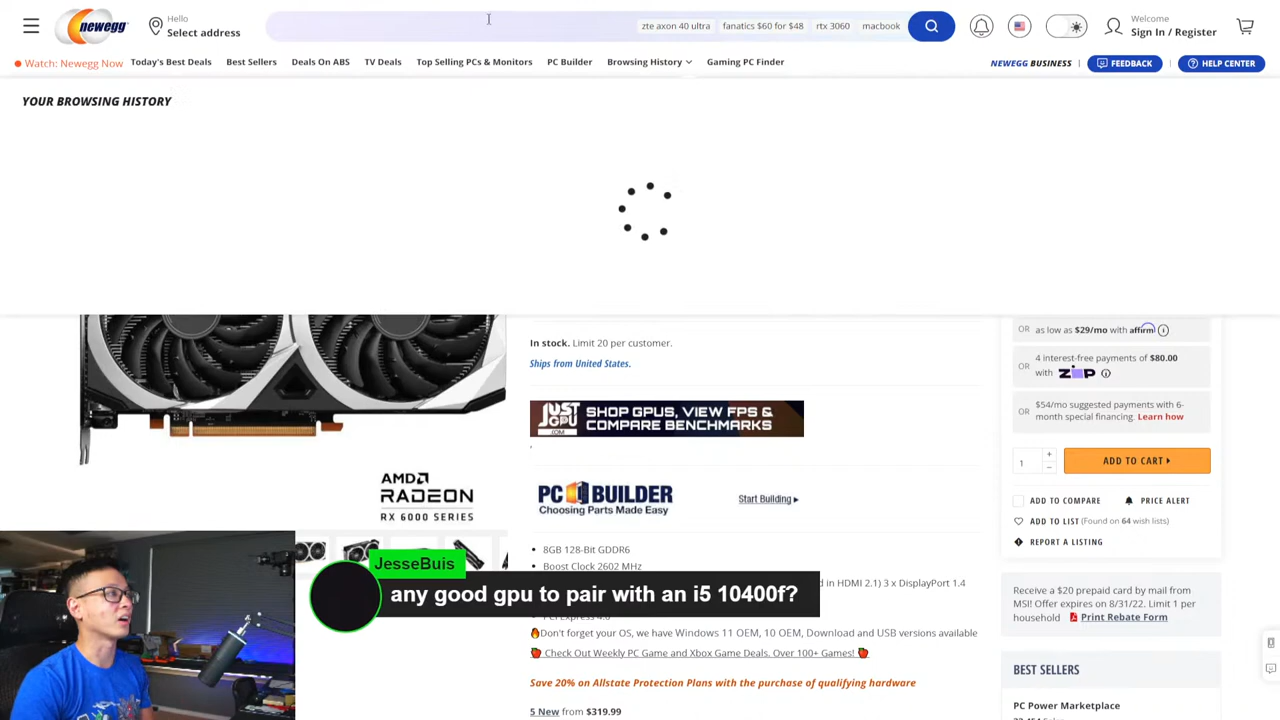 Hello
Select address
newegg
zte axon 40 ultra
fanatics $60 for $48
rtx 3060
macbook
Welcome
Sign In / Register
Watch: Newegg Now
Today's Best Deals
Best Sellers
Deals On ABS
TV Deals
Top Selling PCs & Monitors
PC Builder
Browsing History
Gaming PC Finder
NEWEGG BUSINESS
FEEDBACK
HELP CENTER
YOUR BROWSING HISTORY
In stock. Limit 20 per customer.
Ships from United States.
JUST GPU .COM
SHOP GPUS, VIEW FPS &
COMPARE BENCHMARKS
PC BUILDER
Choosing Parts Made Easy
Start Building
AMD
RADEON
RX 6000 SERIES
8GB 128-Bit GDDR6
Boost Clock 2602 MHz
d in HDMI 2.1) 3 x DisplayPort 1.4
PCI Express 4.0
Don't forget your OS, we have Windows 11 OEM, 10 OEM, Download and USB versions available
Check Out Weekly PC Game and Xbox Game Deals. Over 100+ Games!
Save 20% on Allstate Protection Plans with the purchase of qualifying hardware
5 New from $319.99
JesseBuis
any good gpu to pair with an i5 10400f?
OR as low as $29/mo with affirm
OR
4 interest-free payments of $80.00
with ZIP
OR
$54/mo suggested payments with 6-
month special financing. Learn how
1
ADD TO CART
ADD TO COMPARE
PRICE ALERT
ADD TO LIST (Found on 64 wish lists)
REPORT A LISTING
Receive a $20 prepaid card by mail from
MSI! Offer expires on 8/31/22. Limit 1 per
household Print Rebate Form
BEST SELLERS
PC Power Marketplace